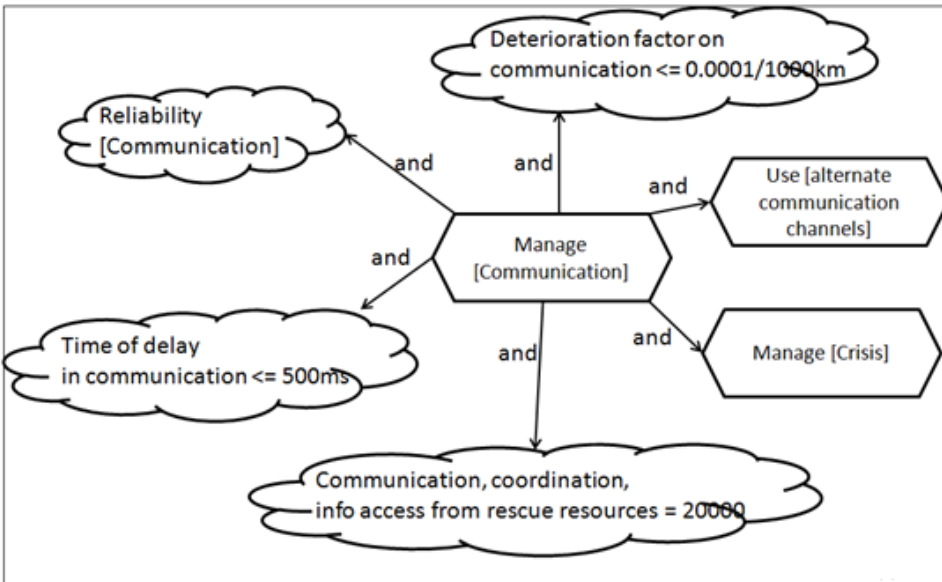 Deterioration factor on
communication <= 0.0001/1000km
Reliability
[Communication]
and
and
and
Use [alternate
communication
channels]
Manage
[Communication]
and
Time of delay
in communication <= 500ms
and
and
Manage [Crisis]
Communication, coordination,
info access from rescue resources = 20000